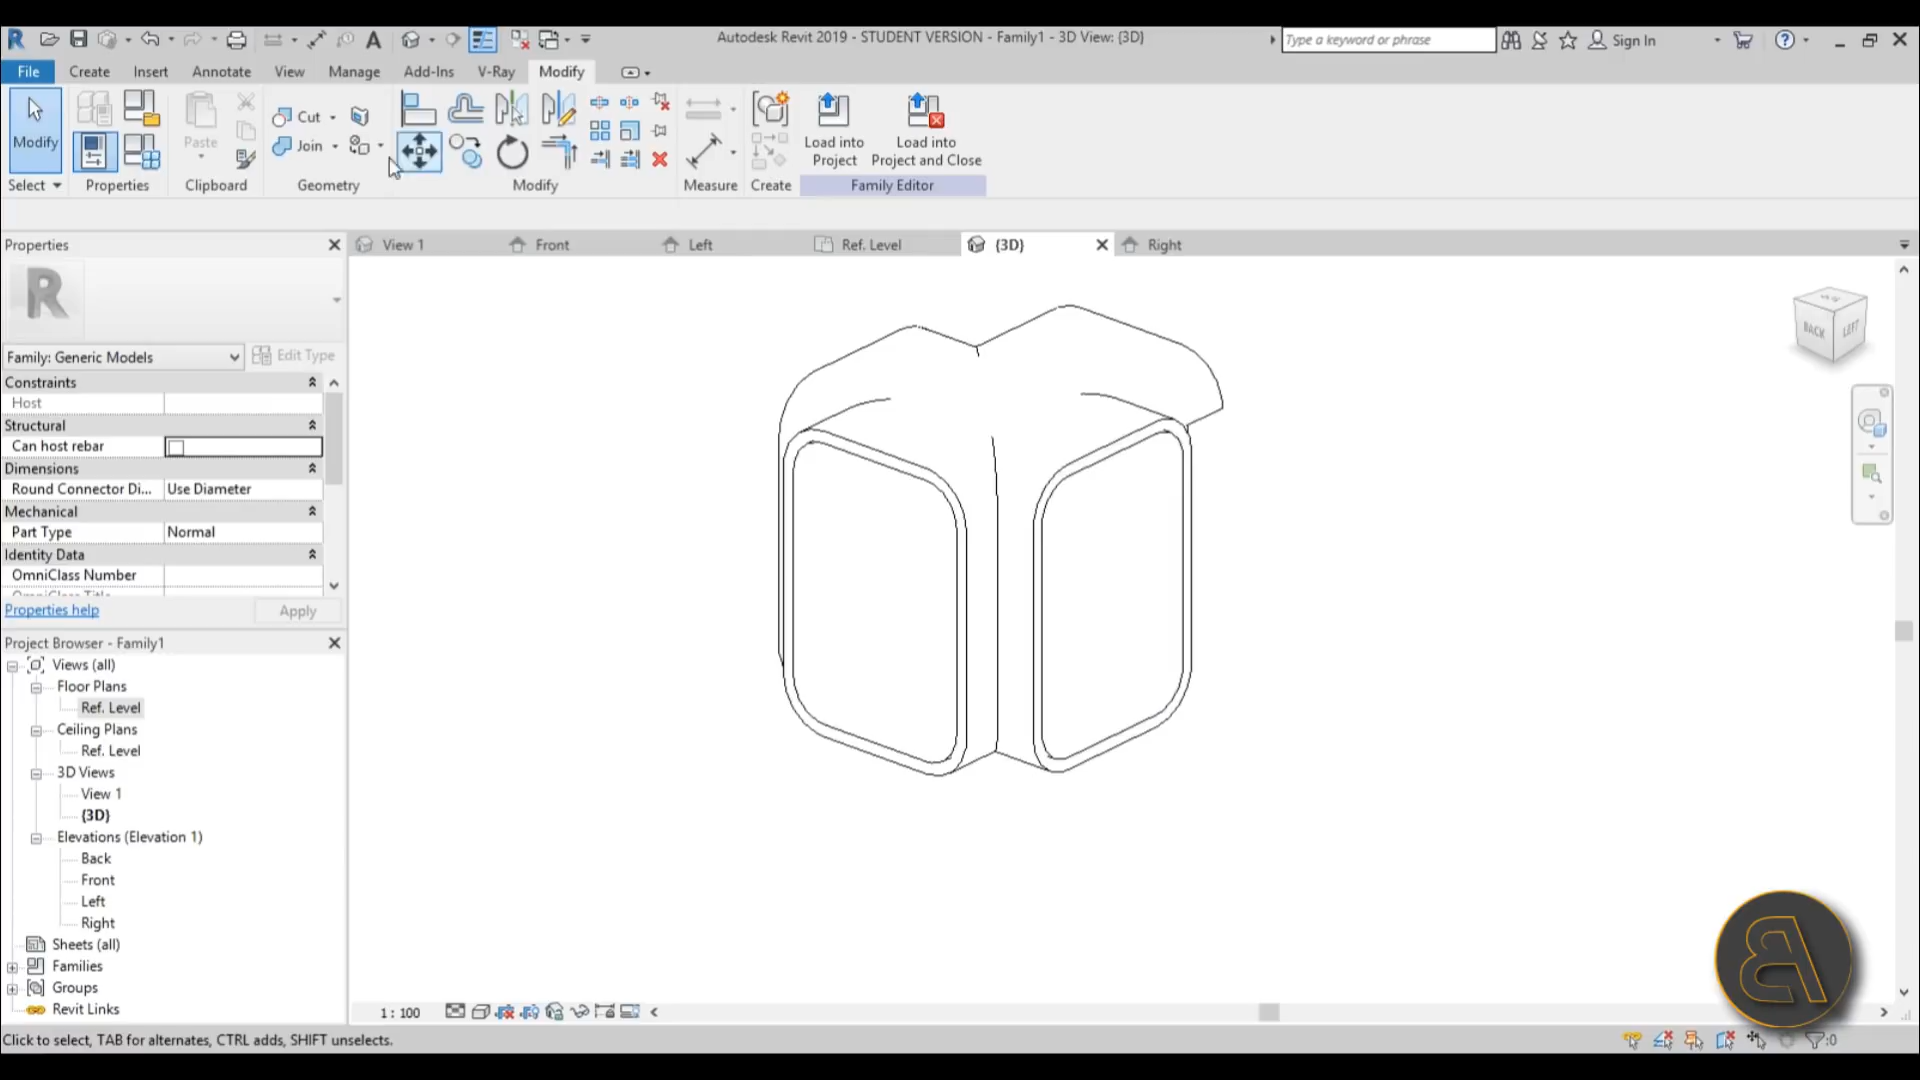 Autodesk Revit 2019 - STUDENT VERSION - Family1 - 3D View: {3D}
Type a keyword or phrase
Sign In
File Create Insert Annotate View Manage Add-Ins V-Ray Modify
Modify
Paste
Cut
Join
Load into Project
Load into Project and Close
Select Properties Clipboard Geometry Modify Measure Create Family Editor
Properties
View 1 Front Left Ref. Level {3D} Right
Family: Generic Models
Edit Type
Constraints
Host
Structural
Can host rebar
Dimensions
Round Connector Di... Use Diameter
Mechanical
Part Type Normal
Identity Data
OmniClass Number
Properties help
Apply
Project Browser - Family1
Views (all)
Floor Plans
Ref. Level
Ceiling Plans
Ref. Level
3D Views
View 1
{3D}
Elevations (Elevation 1)
Back
Front
Left
Right
Sheets (all)
Families
Groups
Revit Links
BACK
LEFT
1 : 100
Click to select, TAB for alternates, CTRL adds, SHIFT unselects.
:0